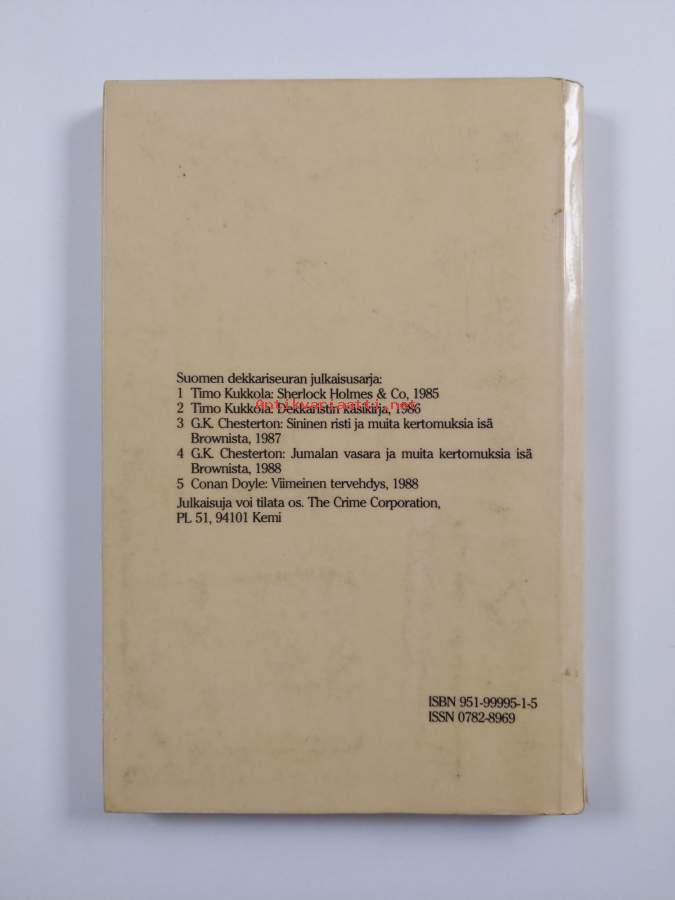 Suomen dekkariseuran julkaisusarja:
1 Timo Kukkola: Sherlock Holmes & Co, 1985
Antikvariaatti.net
2 Timo Kukkola: Dekkaristin käsikirja, 1986
3 G.K. Chesterton: Sininen risti ja muita kertomuksia isä
Brownista, 1987
4 G.K. Chesterton: Jumalan vasara ja muita kertomuksia isä
Brownista, 1988
5 Conan Doyle: Viimeinen tervehdys, 1988
Julkaisuja voi tilata os. The Crime Corporation,
PL 51, 94101 Kemi
ISBN 951-99995-1-5
ISSN 0782-8969